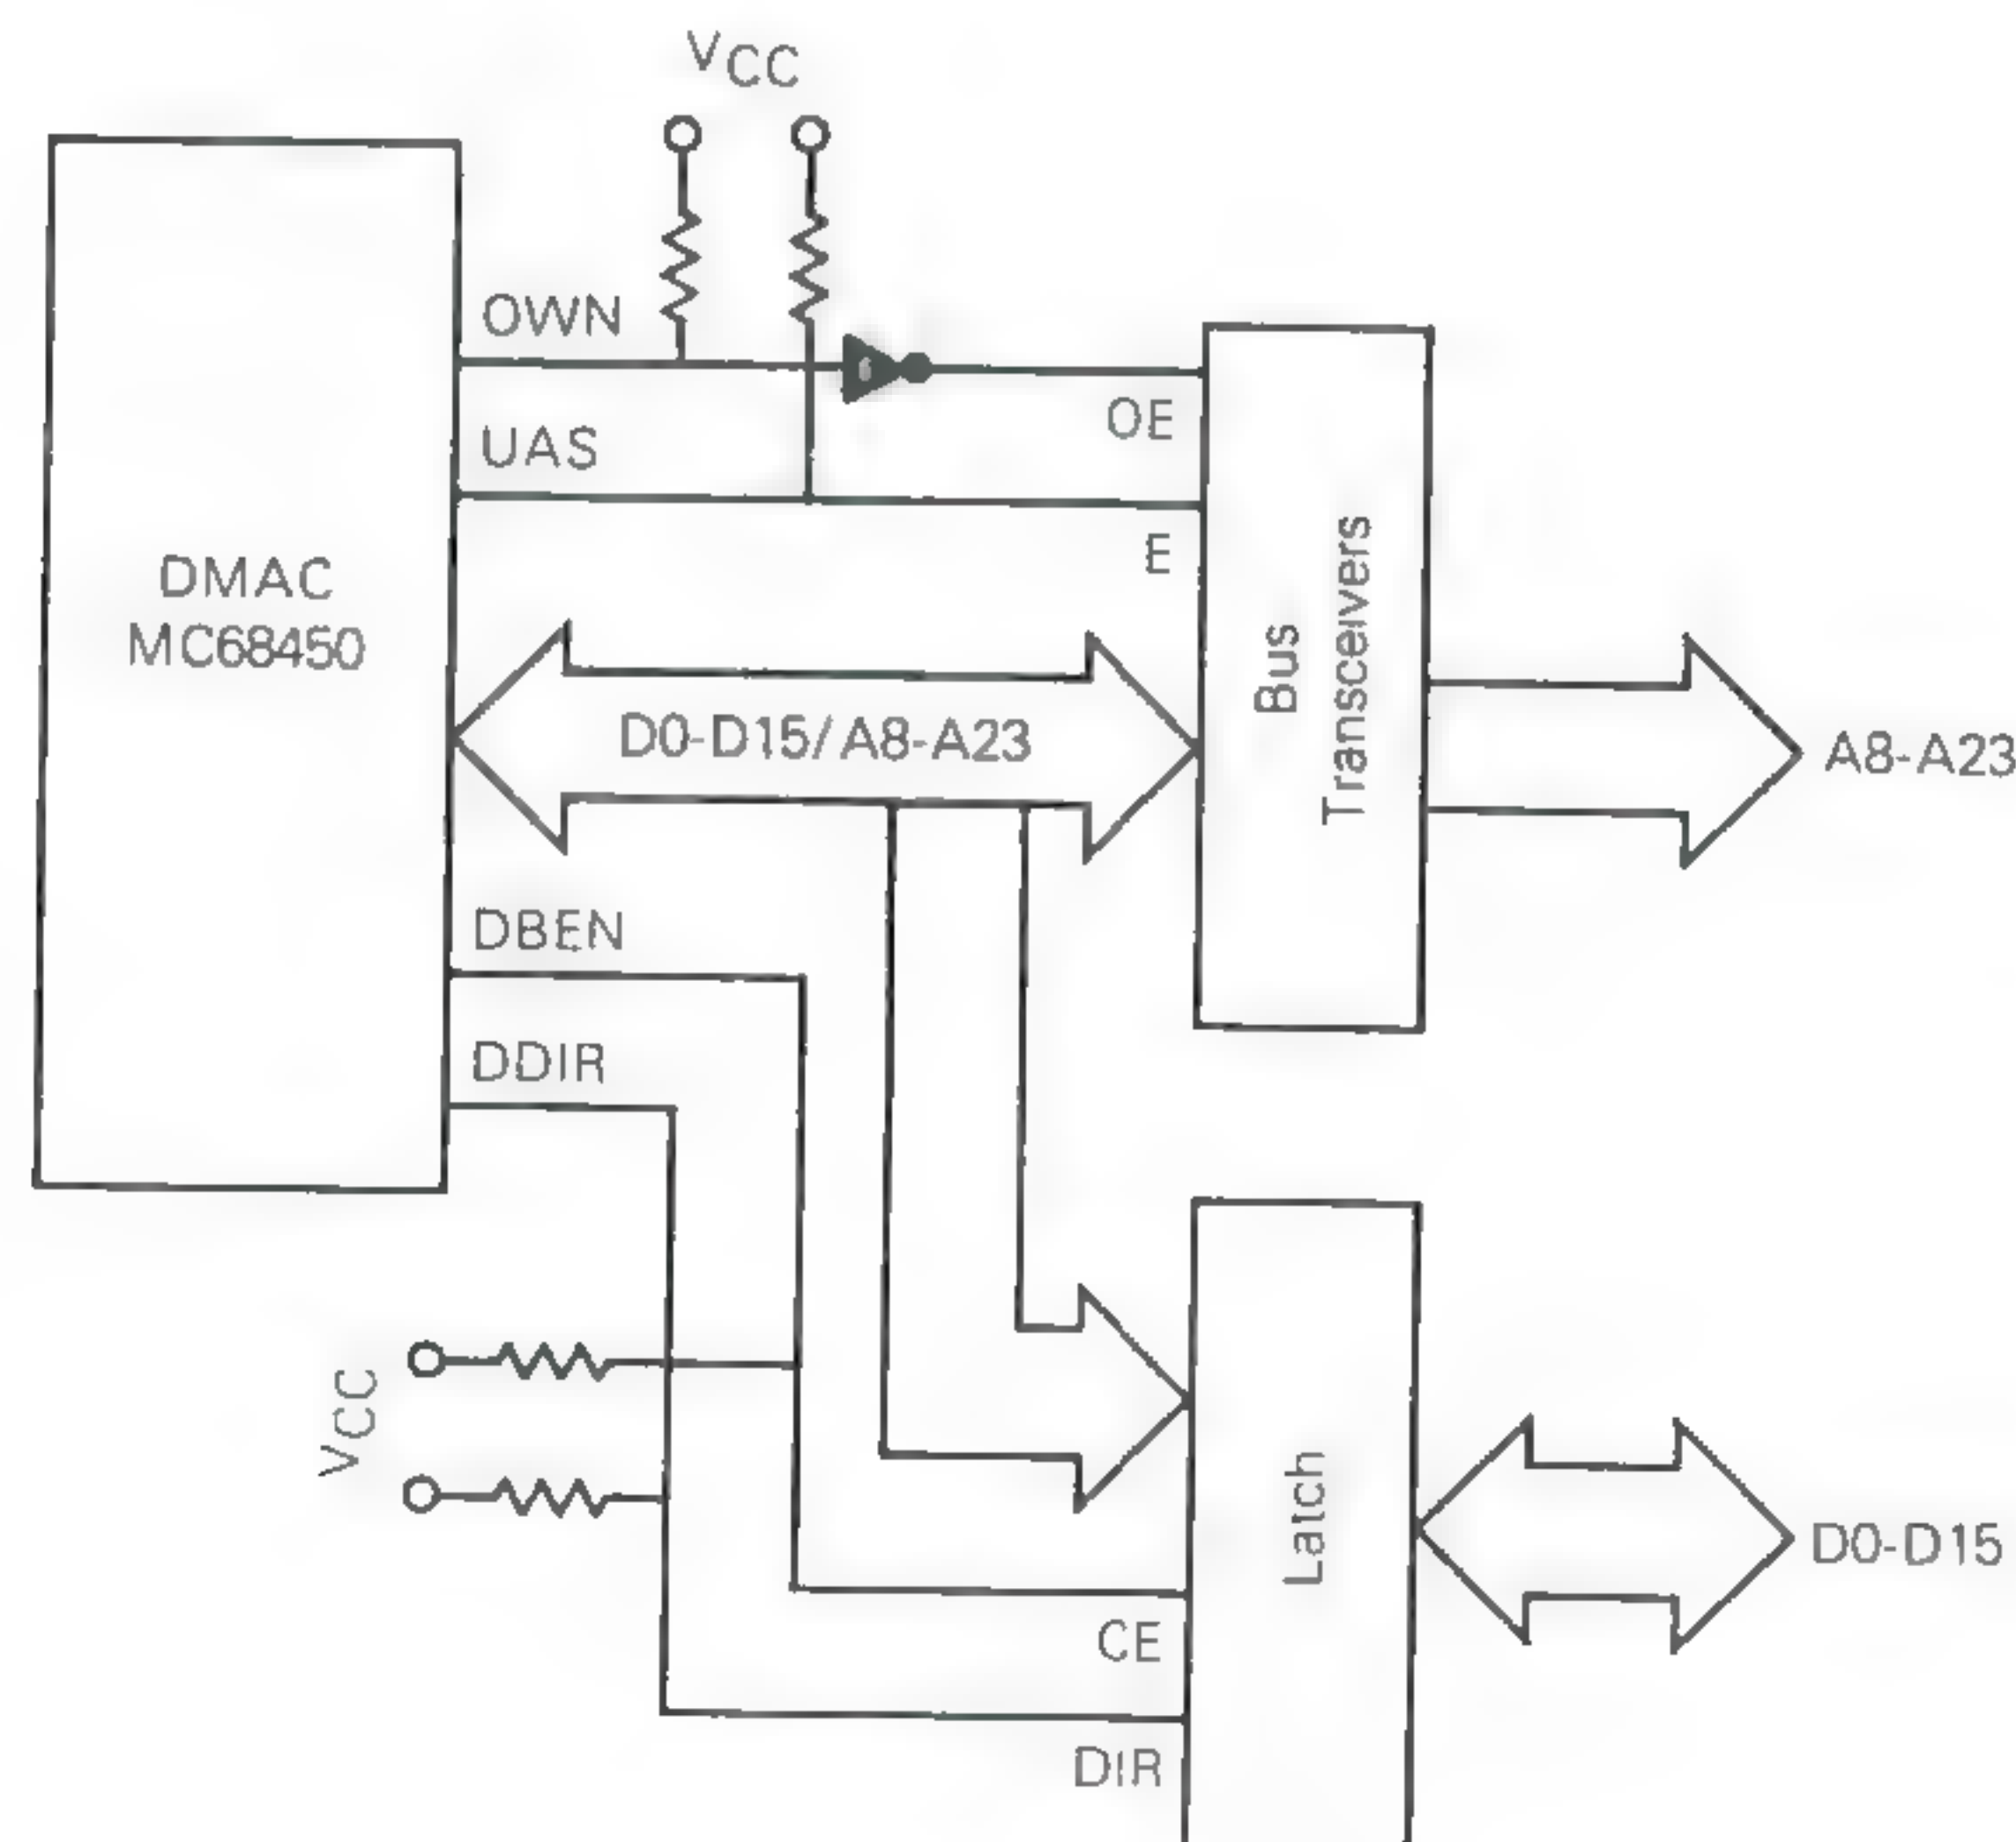 VCC
OWN
OE
UAS
E
DMAC
MC68450
Bus
Transceivers
D0-D15/A8-A23
A8-A23
DBEN
DDIR
VCC
Latch
D0-D15
CE
DIR